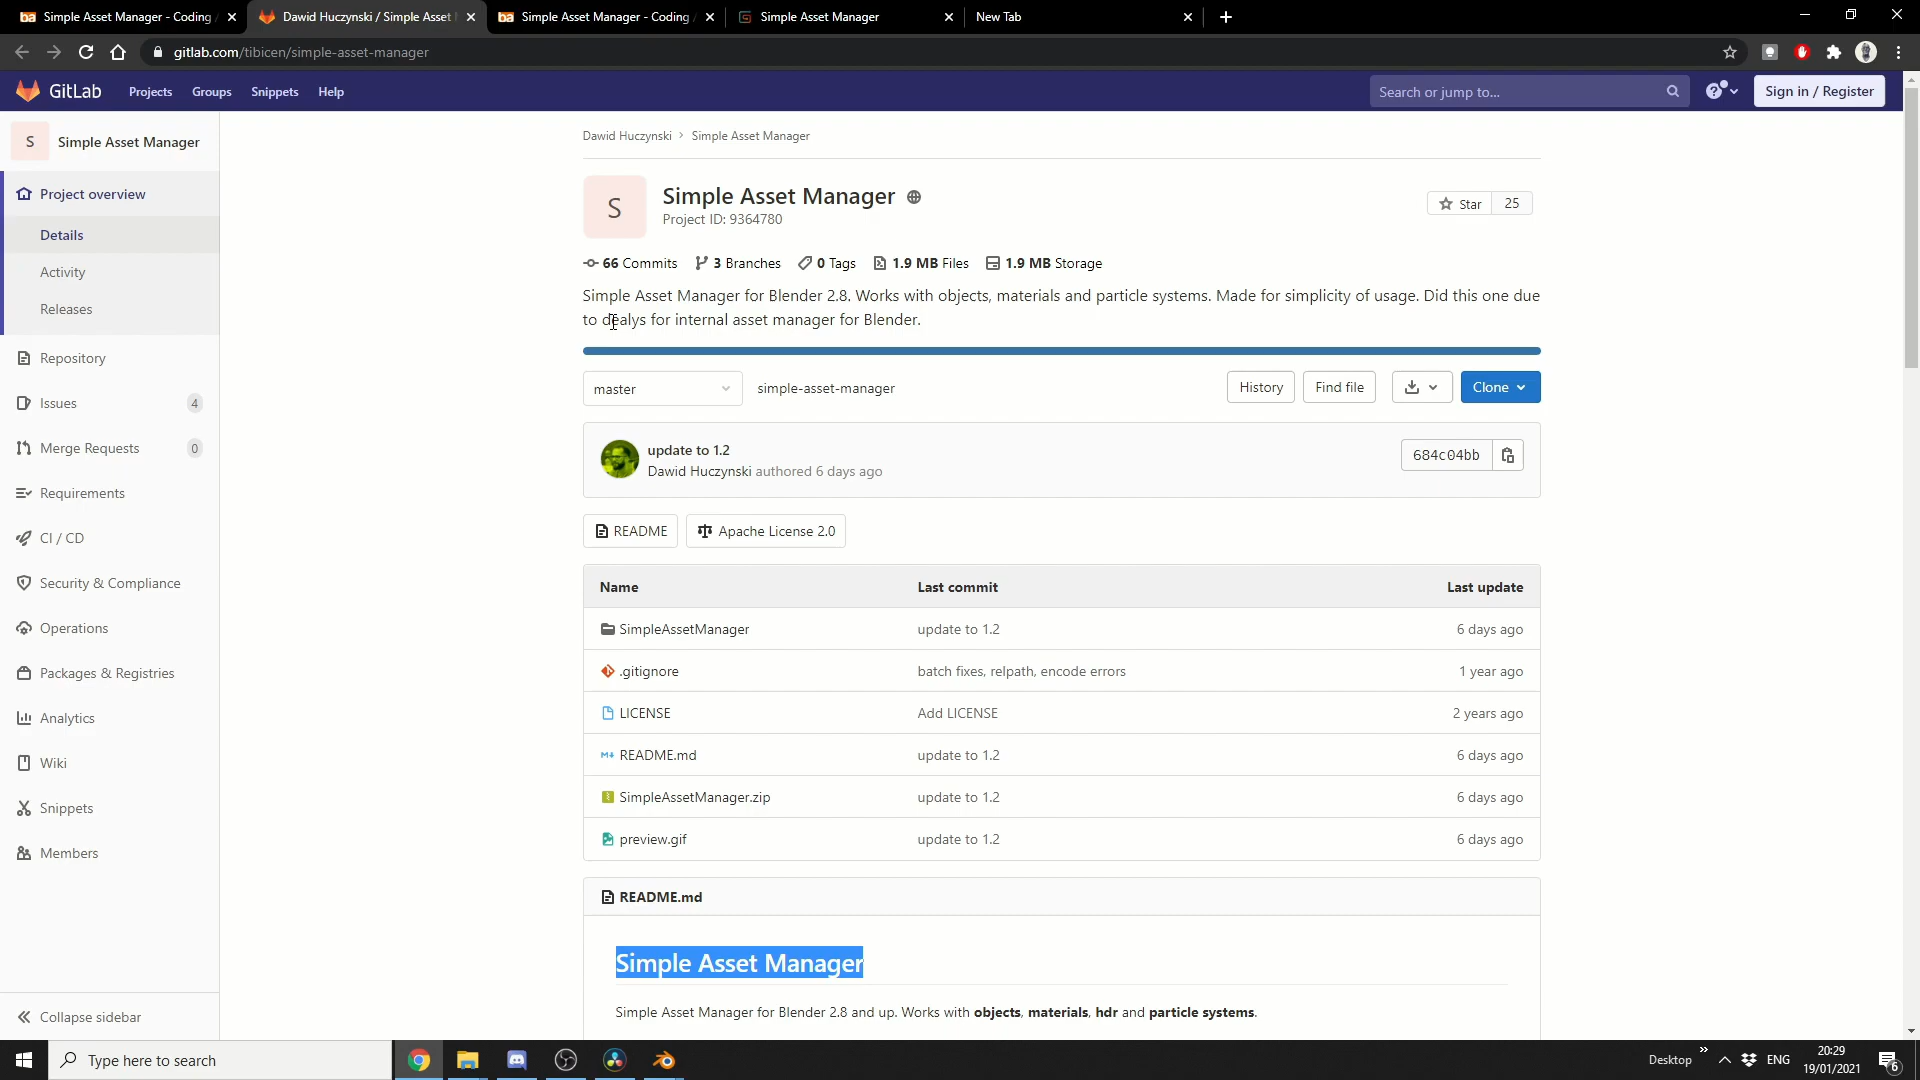 Simple Asset Manager - Coding
Dawid Huczynski / Simple Asset
Simple Asset Manager - Coding
Simple Asset Manager
New Tab
gitlab.com/tibicen/simple-asset-manager
GitLab Projects Groups Snippets Help
Search or jump to...
Sign in / Register
S Simple Asset Manager
Project overview
Details
Activity
Releases
Repository
Issues 4
Merge Requests 0
Requirements
CI / CD
Security & Compliance
Operations
Packages & Registries
Analytics
Wiki
Snippets
Members
Collapse sidebar
Dawid Huczynski › Simple Asset Manager
S
Simple Asset Manager
Project ID: 9364780
Star 25
66 Commits 3 Branches 0 Tags 1.9 MB Files 1.9 MB Storage
Simple Asset Manager for Blender 2.8. Works with objects, materials and particle systems. Made for simplicity of usage. Did this one due
to dealys for internal asset manager for Blender.
master simple-asset-manager History Find file Clone
update to 1.2
Dawid Huczynski authored 6 days ago
684c04bb
README Apache License 2.0
Name Last commit Last update
SimpleAssetManager update to 1.2 6 days ago
.gitignore batch fixes, relpath, encode errors 1 year ago
LICENSE Add LICENSE 2 years ago
README.md update to 1.2 6 days ago
SimpleAssetManager.zip update to 1.2 6 days ago
preview.gif update to 1.2 6 days ago
README.md
Simple Asset Manager
Simple Asset Manager for Blender 2.8 and up. Works with objects, materials, hdr and particle systems.
Type here to search
Desktop
ENG
20:29
19/01/2021
6